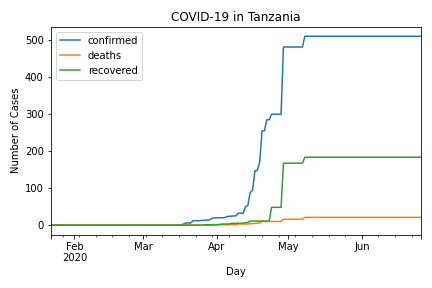 COVID-19 in Tanzania
confirmed
deaths
recovered
Number of Cases
500
400
300
200
100
0
Feb
2020
Mar
Apr
May
Jun
Day